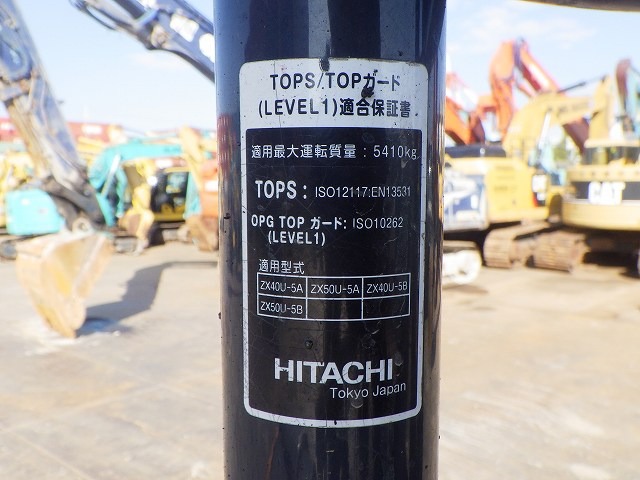 TOPS/TOPガード
(LEVEL1)適合保証書
適用最大運転質量：5410kg
TOPS：ISO12117:EN13531
OPG TOP ガード：ISO10262
(LEVEL1)
適用型式
ZX40U-5A ZX50U-5A ZX40U-5B
ZX50U-5B
HITACHI
Tokyo Japan
CAT